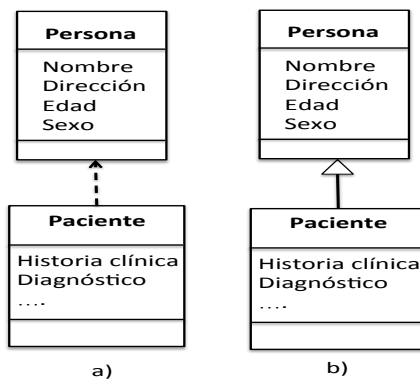 Persona
Nombre
Dirección
Edad
Sexo
Paciente
Historia clínica
Diagnóstico
....
a)
Persona
Nombre
Dirección
Edad
Sexo
Paciente
Historia clínica
Diagnóstico
....
b)